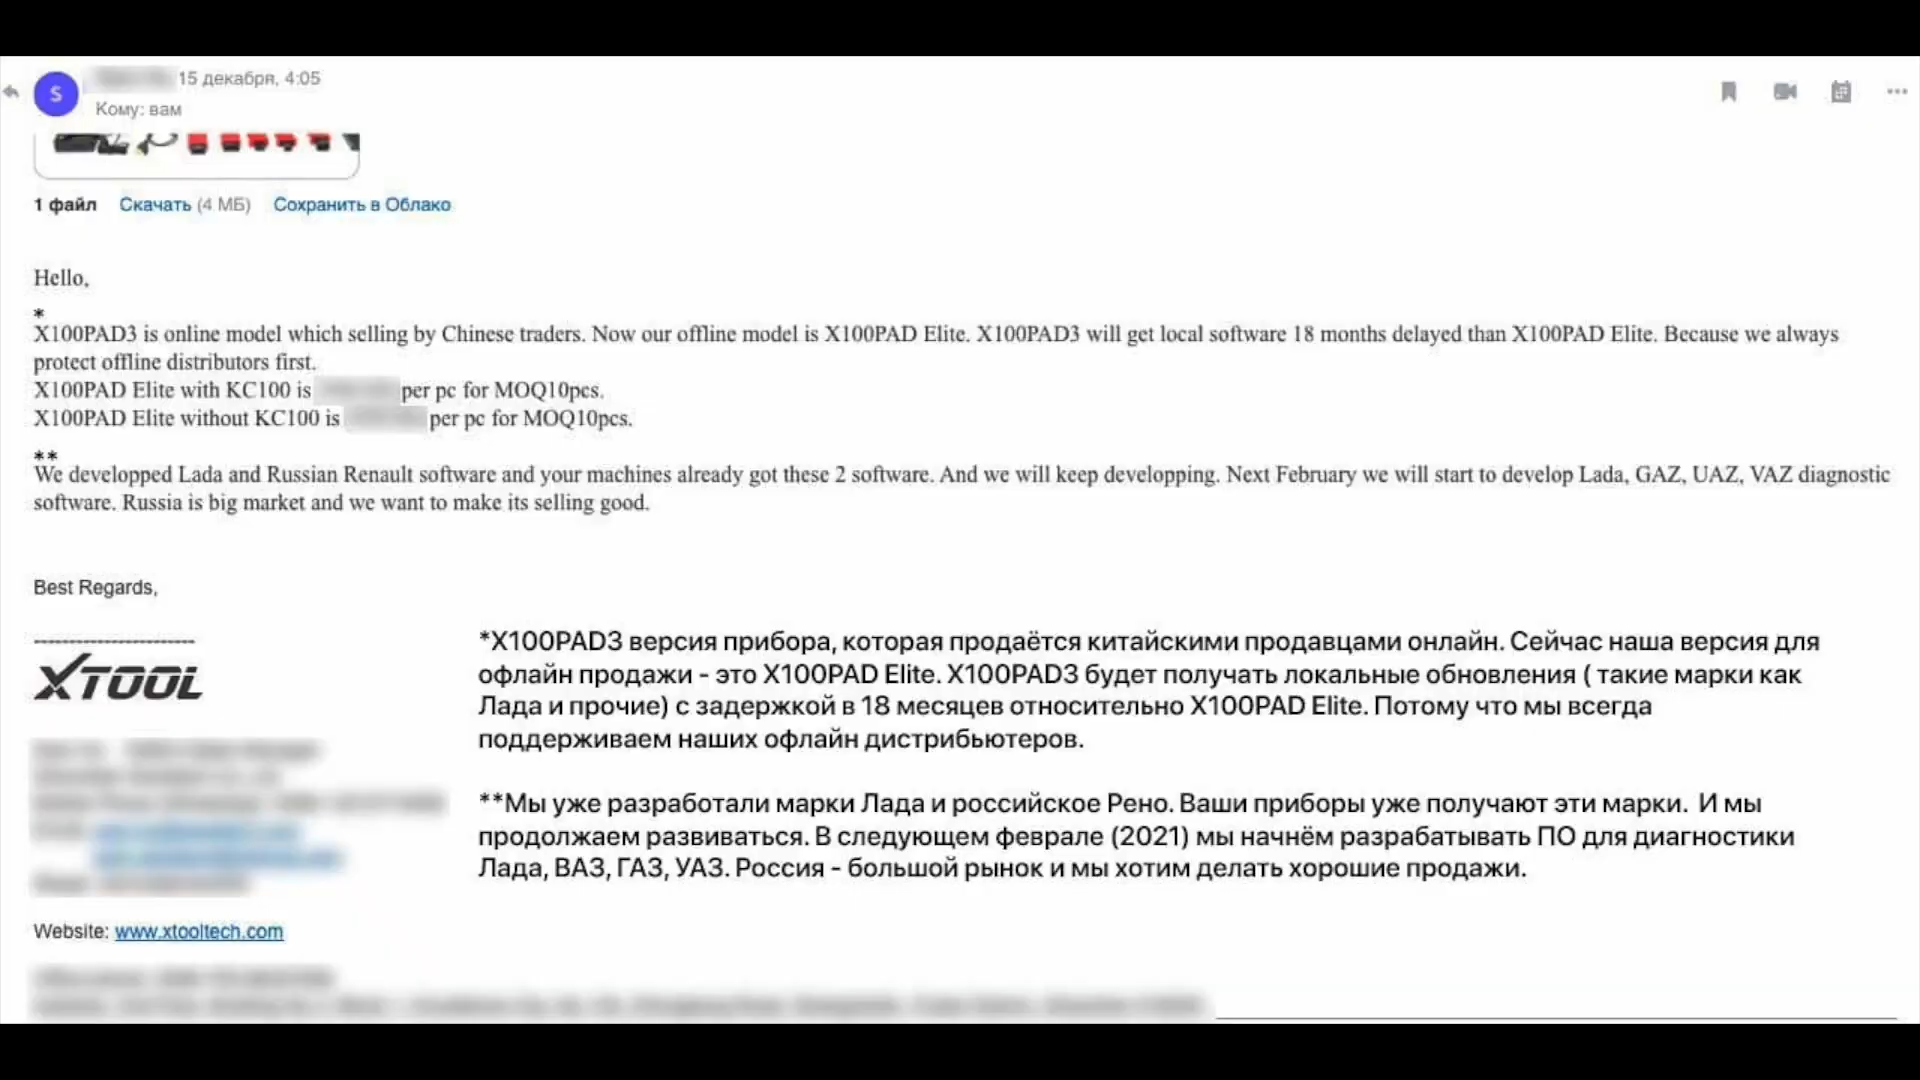 S
15 декабря, 4:05
Кому: вам
1 файл Скачать (4 МБ) Сохранить в Облако
Hello,
*
X100PAD3 is online model which selling by Chinese traders. Now our offline model is X100PAD Elite. X100PAD3 will get local software 18 months delayed than X100PAD Elite. Because we always
protect offline distributors first.
X100PAD Elite with KC100 is per pc for MOQ10pcs.
X100PAD Elite without KC100 is per pc for MOQ10pcs.
**
We developped Lada and Russian Renault software and your machines already got these 2 software. And we will keep developping. Next February we will start to develop Lada, GAZ, UAZ, VAZ diagnostic
software. Russia is big market and we want to make its selling good.
Best Regards,
-----------------------
XTOOL
*X100PAD3 версия прибора, которая продаётся китайскими продавцами онлайн. Сейчас наша версия для
офлайн продажи - это X100PAD Elite. X100PAD3 будет получать локальные обновления ( такие марки как
Лада и прочие) с задержкой в 18 месяцев относительно X100PAD Elite. Потому что мы всегда
поддерживаем наших офлайн дистрибьютеров.
**Мы уже разработали марки Лада и российское Рено. Ваши приборы уже получают эти марки. И мы
продолжаем развиваться. В следующем феврале (2021) мы начнём разрабатывать ПО для диагностики
Лада, ВАЗ, ГАЗ, УАЗ. Россия - большой рынок и мы хотим делать хорошие продажи.
Website: www.xtooltech.com